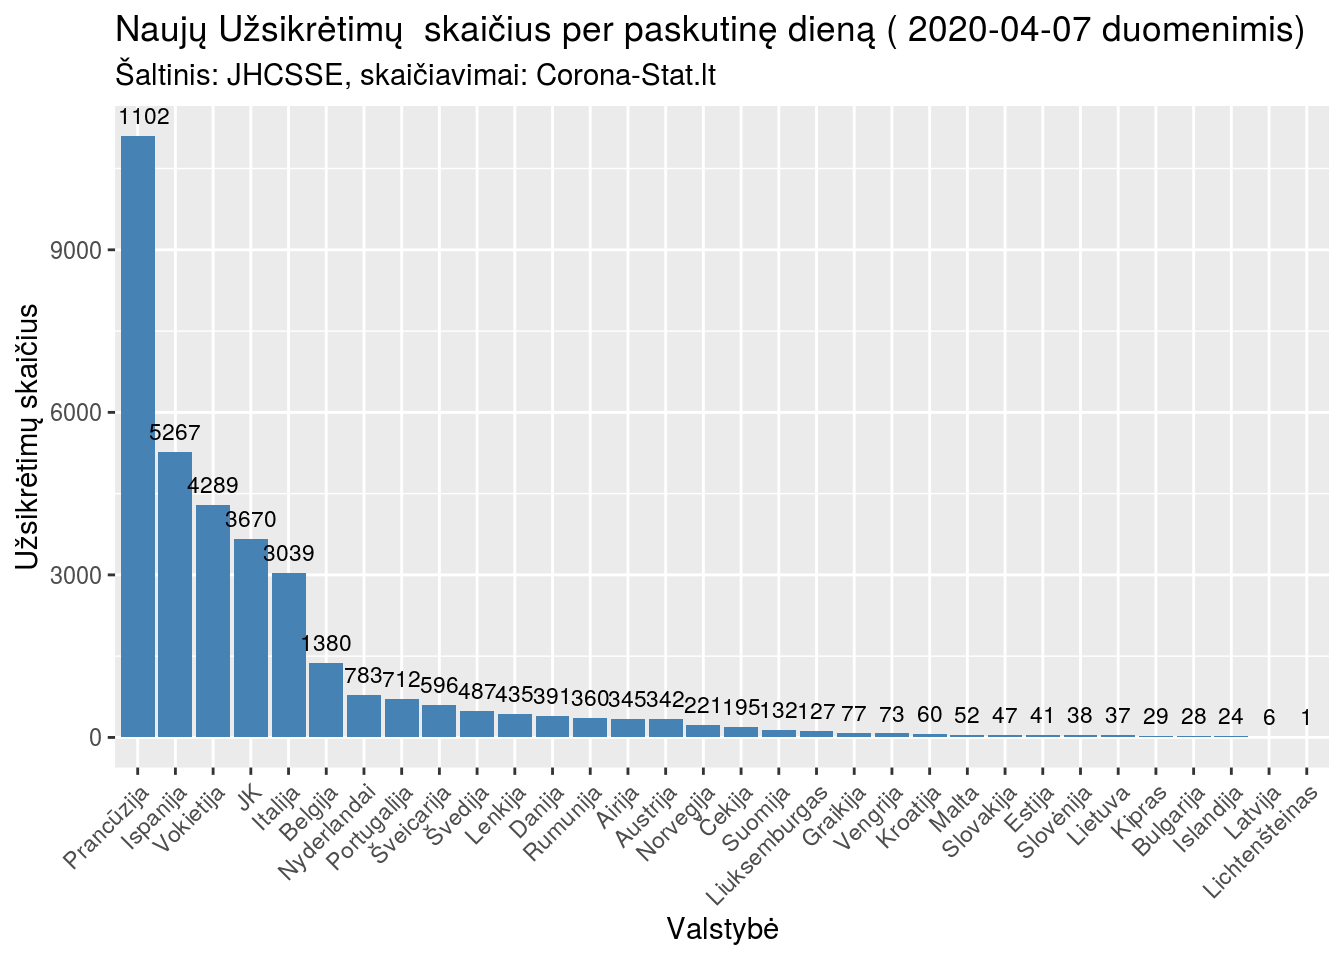 Naujų Užsikrėtimų  skaičius per paskutinę dieną ( 2020-04-07 duomenimis)
Šaltinis: JHCSSE, skaičiavimai: Corona-Stat.lt
Užsikrėtimų skaičius
9000
6000
3000
0
1102
5267
4289
3670
3039
1380
783
712
596
487
435
391
360
345
342
221
195
132
127
77
73
60
52
47
41
38
37
29
28
24
6
1
Prancūzija
Ispanija
Vokietija
JK
Italija
Belgija
Nyderlandai
Portugalija
Šveicarija
Švedija
Lenkija
Danija
Rumunija
Airija
Austrija
Norvegija
Čekija
Suomija
Liuksemburgas
Graikija
Vengrija
Kroatija
Malta
Slovakija
Estija
Slovėnija
Lietuva
Kipras
Bulgarija
Islandija
Latvija
Lichtenšteinas
Valstybė